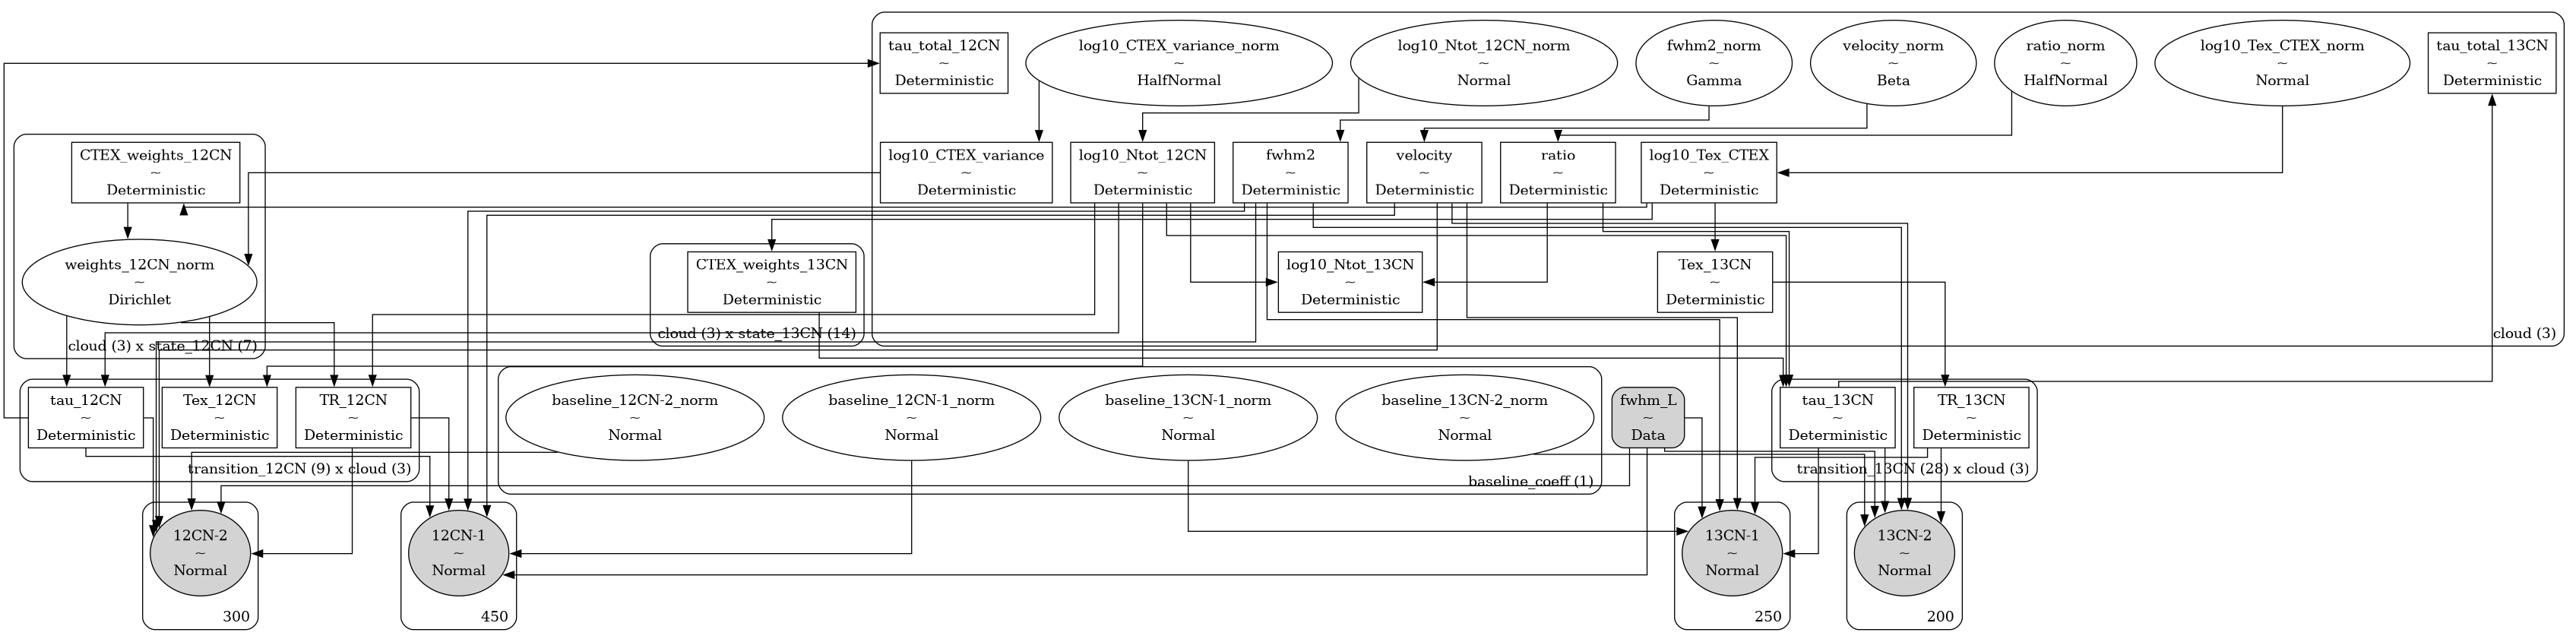 tau_total_12CN
~
Deterministic
log10_CTEX_variance_norm
~
HalfNormal
log10_Ntot_12CN_norm
~
Normal
fwhm2_norm
~
Gamma
velocity_norm
~
Beta
ratio_norm
~
HalfNormal
log10_Tex_CTEX_norm
~
Normal
tau_total_13CN
~
Deterministic
CTEX_weights_12CN
~
Deterministic
log10_CTEX_variance
~
Deterministic
log10_Ntot_12CN
~
Deterministic
fwhm2
~
Deterministic
velocity
~
Deterministic
ratio
~
Deterministic
log10_Tex_CTEX
~
Deterministic
weights_12CN_norm
~
Dirichlet
CTEX_weights_13CN
~
Deterministic
log10_Ntot_13CN
~
Deterministic
Tex_13CN
~
Deterministic
cloud (3) x state_12CN (7)
cloud (3) x state_13CN (14)
cloud (3)
tau_12CN
~
Deterministic
Tex_12CN
~
Deterministic
TR_12CN
~
Deterministic
baseline_12CN-2_norm
~
Normal
baseline_12CN-1_norm
~
Normal
baseline_13CN-1_norm
~
Normal
baseline_13CN-2_norm
~
Normal
fwhm_L
~
Data
tau_13CN
~
Deterministic
TR_13CN
~
Deterministic
transition_12CN (9) x cloud (3)
baseline_coeff (1)
transition_13CN (28) x cloud (3)
12CN-2
~
Normal
300
12CN-1
~
Normal
450
13CN-1
~
Normal
250
13CN-2
~
Normal
200